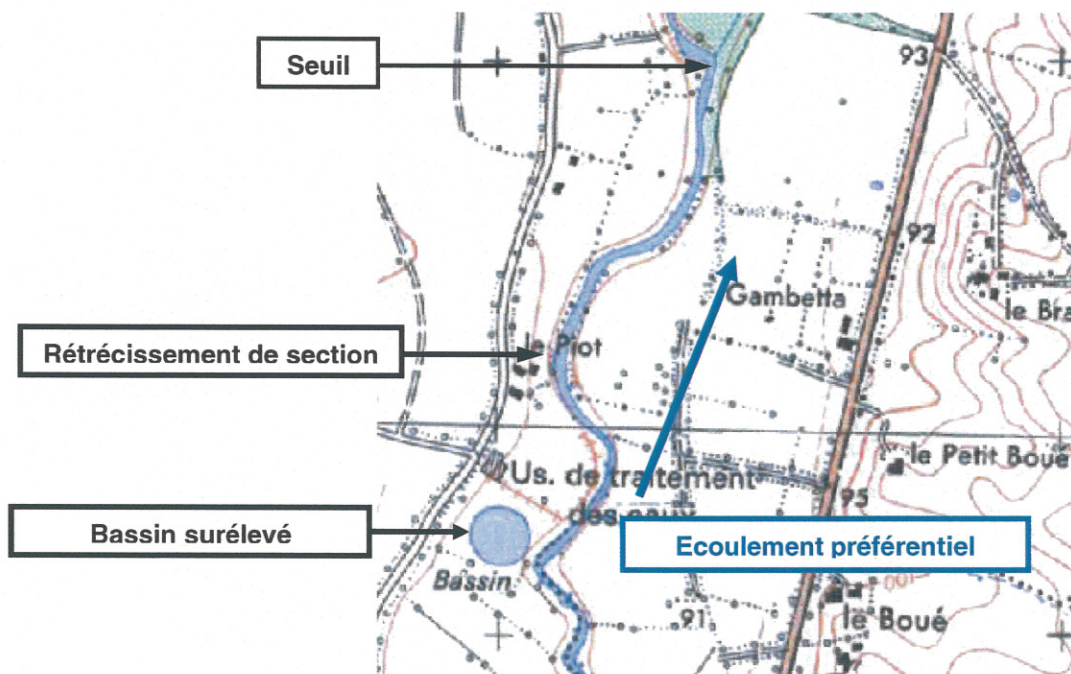 Seuil
93
92
Gambetta
le Bra
Rétrécissement de section
le Piot
le Petit Boué
Us. de traitement
des eaux
95
Bassin surélevé
Ecoulement préférentiel
Bassin
100
91
le Boué